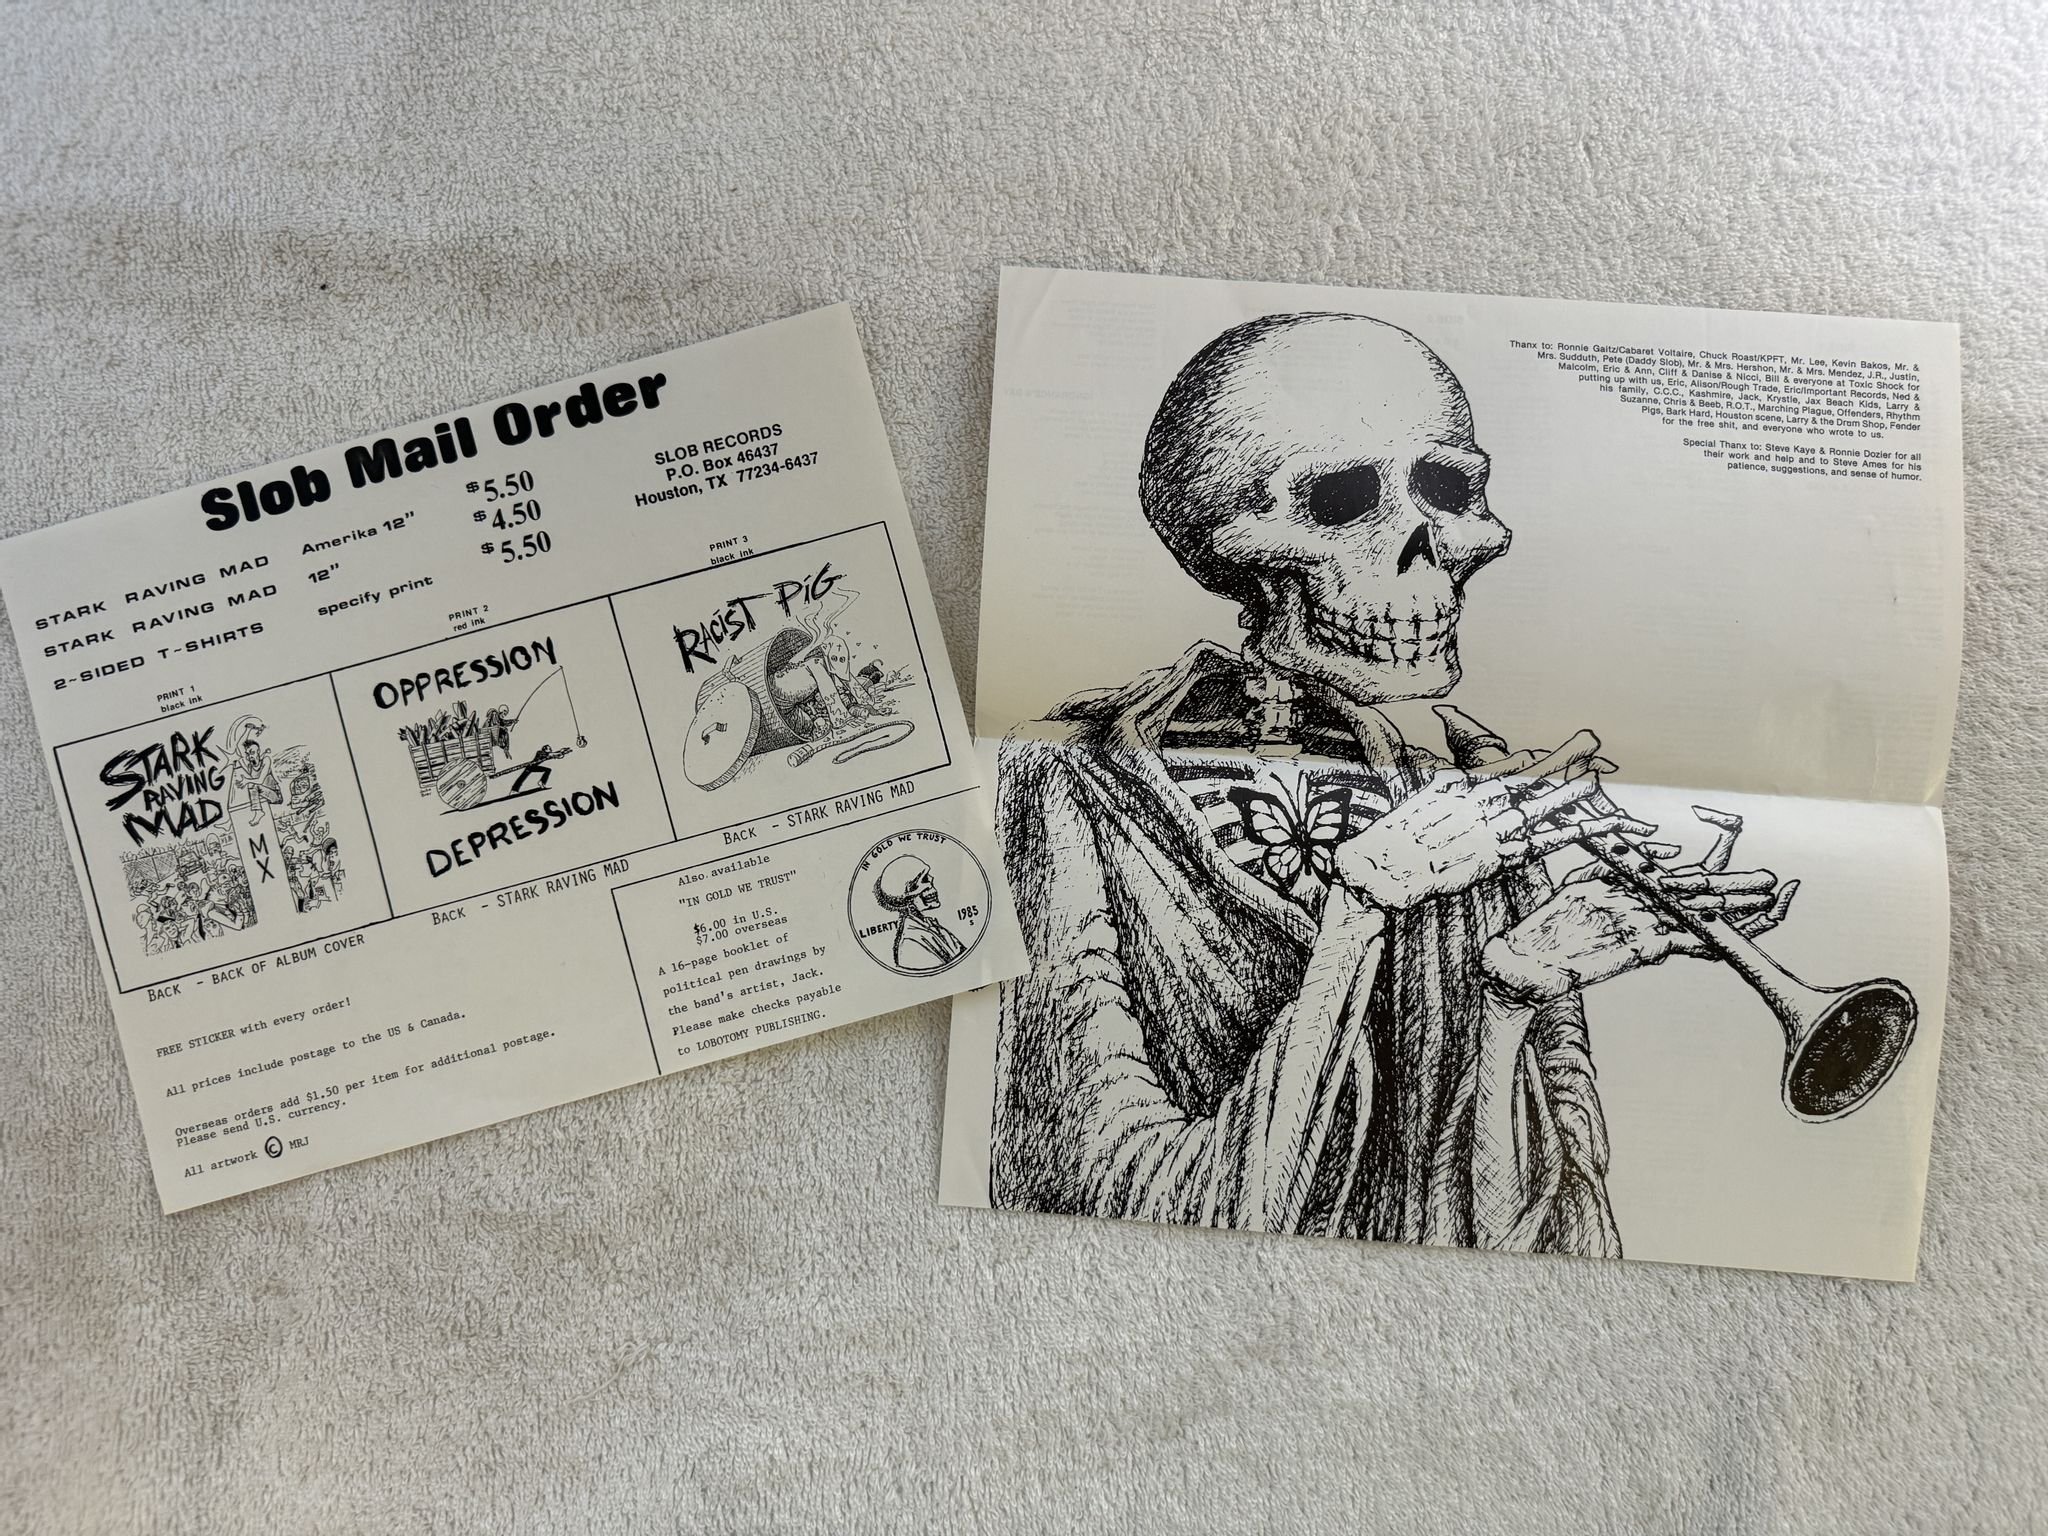 Slob Mail Order
STARK RAVING MAD Amerika 12" $5.50
STARK RAVING MAD 12" $4.50
2-SIDED T-SHIRTS specify print $5.50
SLOB RECORDS
P.O. Box 46437
Houston, TX 77234-6437
PRINT 1
black ink
STARK
RAVING
MAD
MX
BACK - BACK OF ALBUM COVER
PRINT 2
red ink
OPPRESSION
DEPRESSION
BACK - STARK RAVING MAD
PRINT 3
black ink
RACIST PIG
BACK - STARK RAVING MAD
FREE STICKER with every order!
All prices include postage to the US & Canada.
Overseas orders add $1.50 per item for additional postage.
Please send U.S. currency.
All artwork © MRJ
Also available
"IN GOLD WE TRUST"
$6.00 in U.S.
$7.00 overseas
A 16-page booklet of
political pen drawings by
the band's artist, Jack.
Please make checks payable
to LOBOTOMY PUBLISHING.
IN GOLD WE TRUST
LIBERTY
1985
S
Thanx to: Ronnie Gaitz/Cabaret Voltaire, Chuck Roast/KPFT, Mr. Lee, Kevin Bakos, Mr. &
Mrs. Sudduth, Pete (Daddy Slob), Mr. & Mrs. Hershon, Mr. & Mrs. Mendez, J.R., Justin,
Malcolm, Eric & Ann, Cliff & Danise & Nicci, Bill & everyone at Toxic Shock for
putting up with us, Eric, Alison/Rough Trade, Eric/Important Records, Ned &
his family, C.C.C., Kashmire, Jack, Krystle, Jax Beach Kids, Larry &
Suzanne, Chris & Beeb, R.O.T., Marching Plague, Offenders, Rhythm
Pigs, Bark Hard, Houston scene, Larry & the Drom Shop, Fender
for the free shit, and everyone who wrote to us.
Special Thanx to: Steve Kaye & Ronnie Dozier for all
their work and help and to Steve Ames for his
patience, suggestions, and sense of humor.